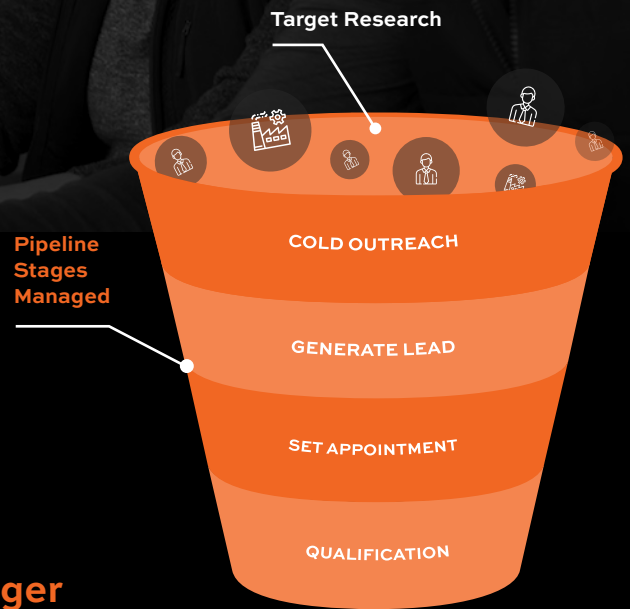 Target Research
Pipeline
Stages
Managed
COLD OUTREACH
GENERATE LEAD
SET APPOINTMENT
QUALIFICATION
ger